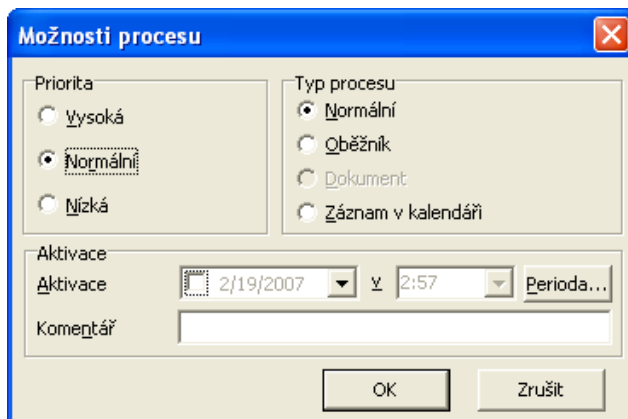 Možnosti procesu
Priorita
Vysoká
Normální
Nízká
Typ procesu
Normální
Oběžník
Dokument
Záznam v kalendáři
Aktivace
Aktivace 2/19/2007 v 2:57 Perioda...
Komentář
OK Zrušit